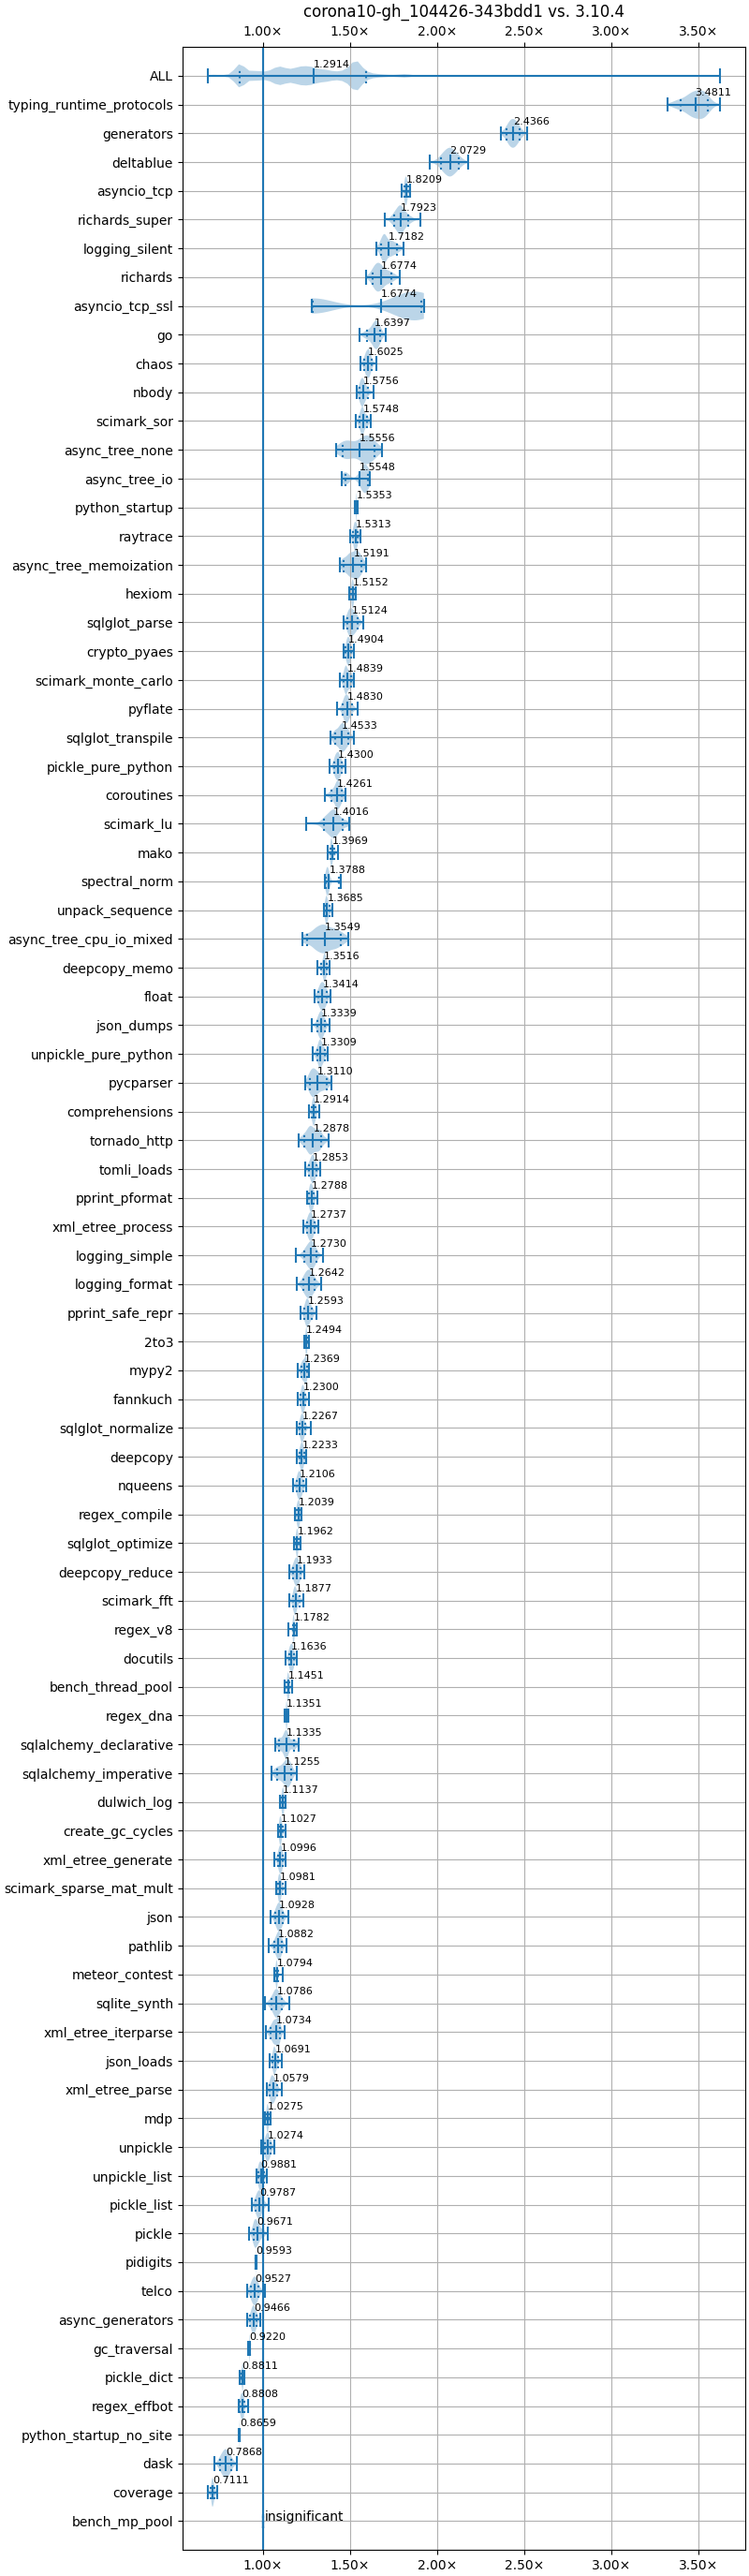 corona10-gh_104426-343bdd1 vs. 3.10.4
1.00× 1.50× 2.00× 2.50× 3.00× 3.50×
ALL 1.2914
typing_runtime_protocols 3.4811
generators 2.4366
deltablue 2.0729
asyncio_tcp 1.8209
richards_super 1.7923
logging_silent 1.7182
richards 1.6774
asyncio_tcp_ssl 1.6774
go 1.6397
chaos 1.6025
nbody 1.5756
scimark_sor 1.5748
async_tree_none 1.5556
async_tree_io 1.5548
python_startup 1.5353
raytrace 1.5313
async_tree_memoization 1.5191
hexiom 1.5152
sqlglot_parse 1.5124
crypto_pyaes 1.4904
scimark_monte_carlo 1.4839
pyflate 1.4830
sqlglot_transpile 1.4533
pickle_pure_python 1.4300
coroutines 1.4261
scimark_lu 1.4016
mako 1.3969
spectral_norm 1.3788
unpack_sequence 1.3685
async_tree_cpu_io_mixed 1.3549
deepcopy_memo 1.3516
float 1.3414
json_dumps 1.3339
unpickle_pure_python 1.3309
pycparser 1.3110
comprehensions 1.2914
tornado_http 1.2878
tomli_loads 1.2853
pprint_pformat 1.2788
xml_etree_process 1.2737
logging_simple 1.2730
logging_format 1.2642
pprint_safe_repr 1.2593
2to3 1.2494
mypy2 1.2369
fannkuch 1.2300
sqlglot_normalize 1.2267
deepcopy 1.2233
nqueens 1.2106
regex_compile 1.2039
sqlglot_optimize 1.1962
deepcopy_reduce 1.1933
scimark_fft 1.1877
regex_v8 1.1782
docutils 1.1636
bench_thread_pool 1.1451
regex_dna 1.1351
sqlalchemy_declarative 1.1335
sqlalchemy_imperative 1.1255
dulwich_log 1.1137
create_gc_cycles 1.1027
xml_etree_generate 1.0996
scimark_sparse_mat_mult 1.0981
json 1.0928
pathlib 1.0882
meteor_contest 1.0794
sqlite_synth 1.0786
xml_etree_iterparse 1.0734
json_loads 1.0691
xml_etree_parse 1.0579
mdp 1.0275
unpickle 1.0274
unpickle_list 0.9881
pickle_list 0.9787
pickle 0.9671
pidigits 0.9593
telco 0.9527
async_generators 0.9466
gc_traversal 0.9220
pickle_dict 0.8811
regex_effbot 0.8808
python_startup_no_site 0.8659
dask 0.7868
coverage 0.7111
bench_mp_pool insignificant
1.00× 1.50× 2.00× 2.50× 3.00× 3.50×